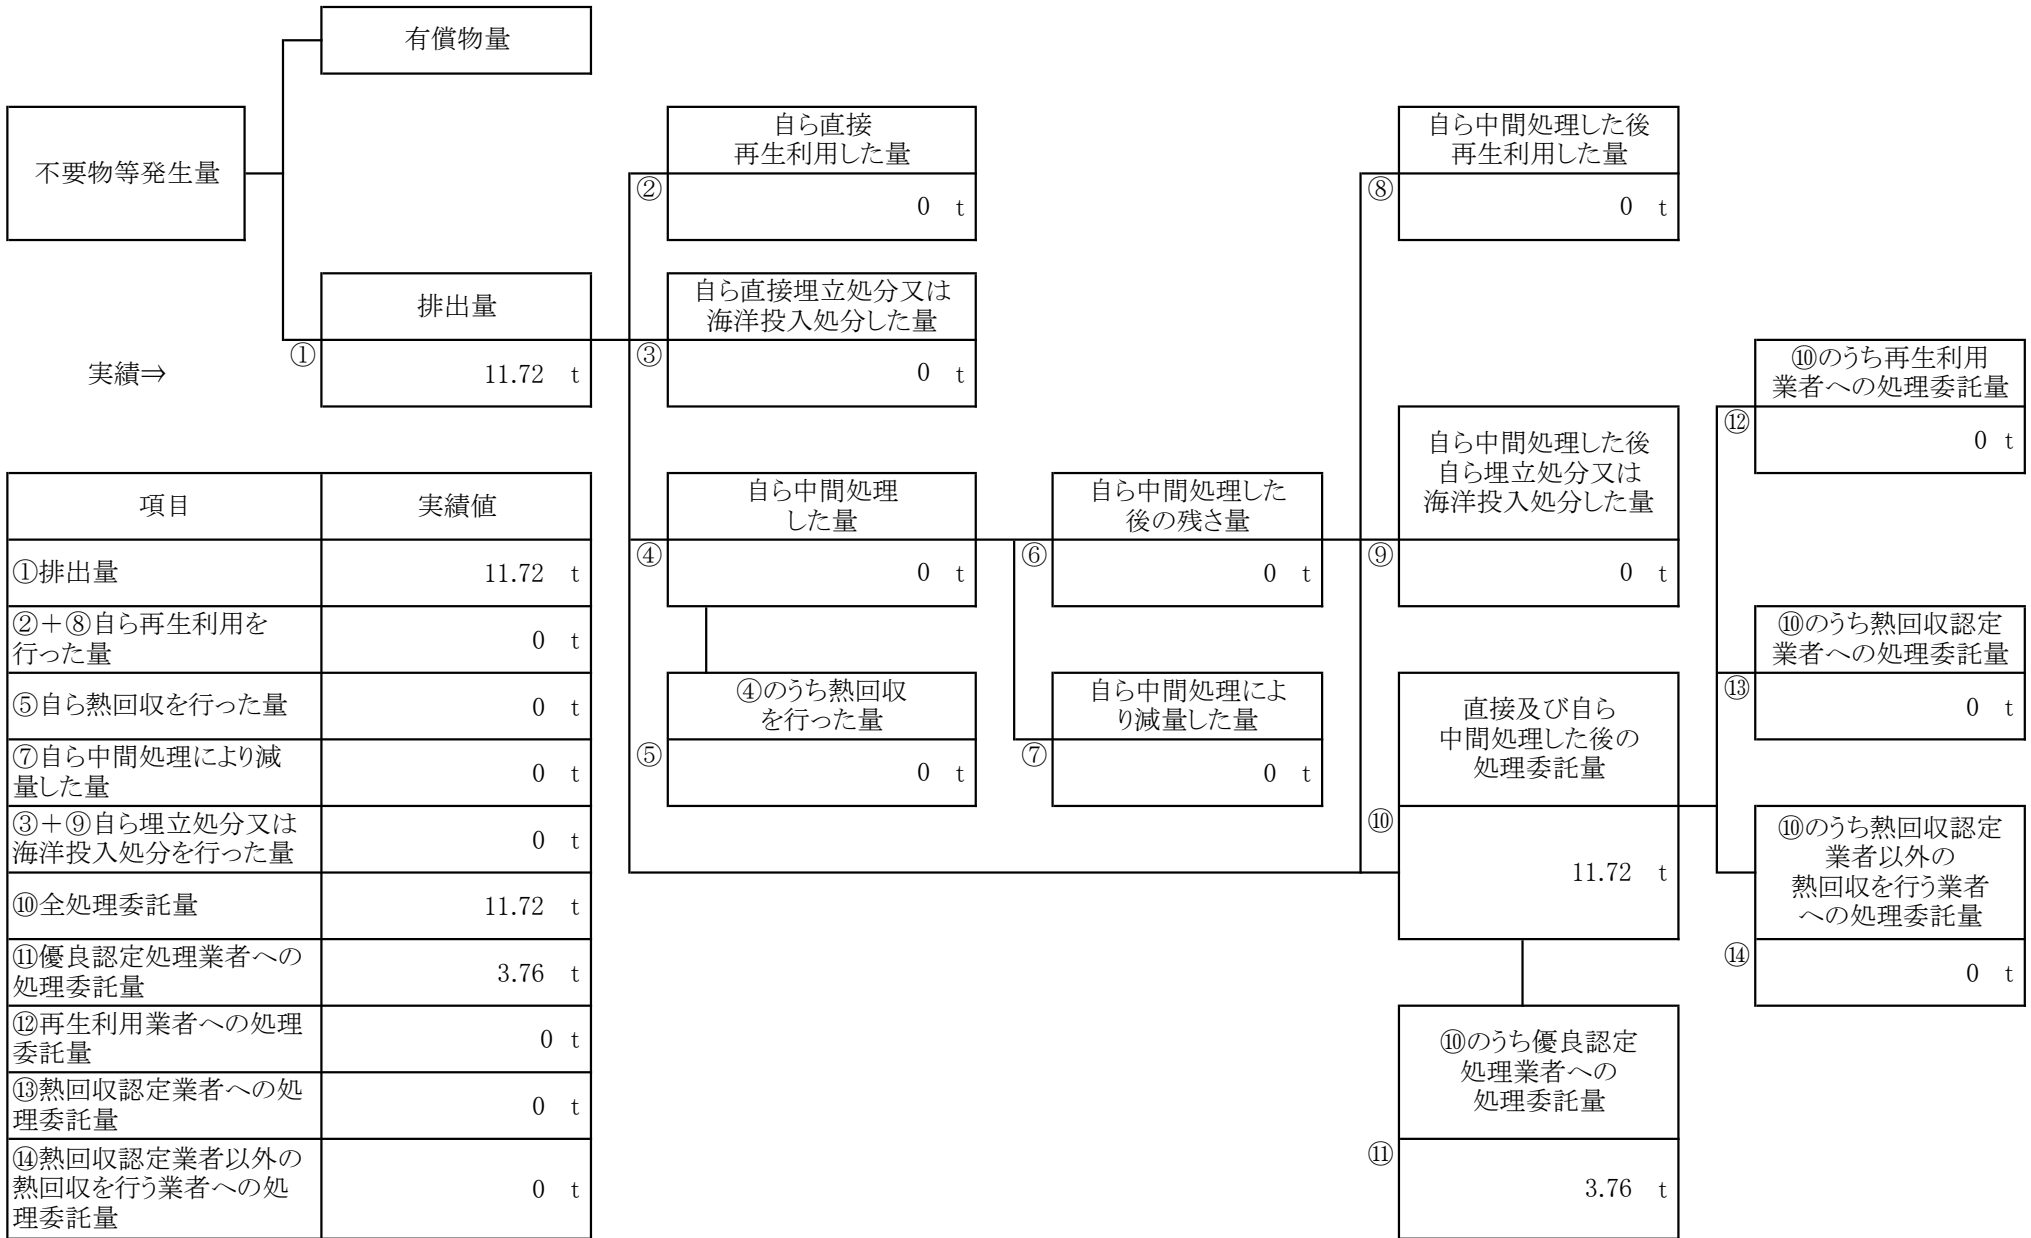 有償物量
不要物等発生量
自ら直接
再生利用した量
② 0 t
自ら中間処理した後
再生利用した量
⑧ 0 t
排出量
① 11.72 t
実績⇒
自ら直接埋立処分又は
海洋投入処分した量
③ 0 t
⑩のうち再生利用
業者への処理委託量
⑫ 0 t
自ら中間処理
した量
④ 0 t
自ら中間処理した
後の残さ量
⑥ 0 t
自ら中間処理した後
自ら埋立処分又は
海洋投入処分した量
⑨ 0 t
⑩のうち熱回収認定
業者への処理委託量
⑬ 0 t
④のうち熱回収
を行った量
⑤ 0 t
自ら中間処理によ
り減量した量
⑦ 0 t
直接及び自ら
中間処理した後の
処理委託量
⑩ 11.72 t
⑩のうち熱回収認定
業者以外の
熱回収を行う業者
への処理委託量
⑭ 0 t
⑩のうち優良認定
処理業者への
処理委託量
⑪ 3.76 t
項目 実績値
①排出量 11.72 t
②+⑧自ら再生利用を
行った量 0 t
⑤自ら熱回収を行った量 0 t
⑦自ら中間処理により減
量した量 0 t
③+⑨自ら埋立処分又は
海洋投入処分を行った量 0 t
⑩全処理委託量 11.72 t
⑪優良認定処理業者への
処理委託量 3.76 t
⑫再生利用業者への処理
委託量 0 t
⑬熱回収認定業者への処
理委託量 0 t
⑭熱回収認定業者以外の
熱回収を行う業者への処
理委託量 0 t